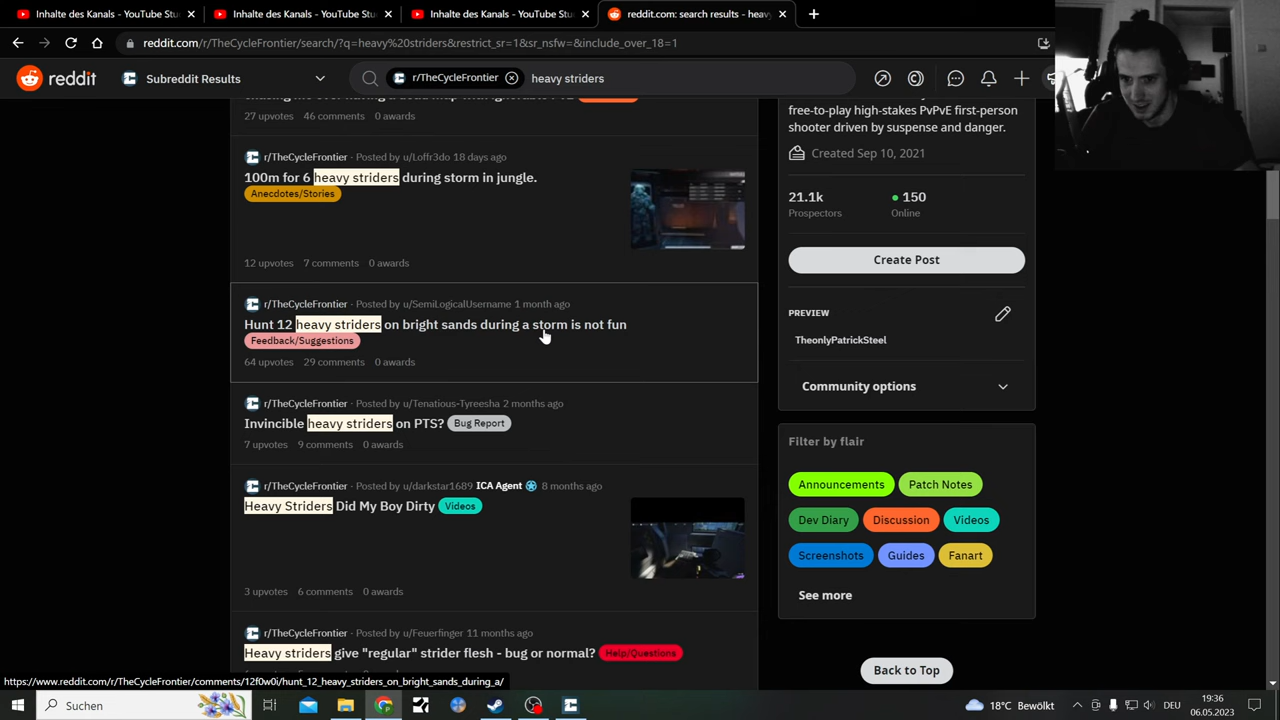 Inhalte des Kanals - YouTube Stu
Inhalte des Kanals - YouTube Stu
Inhalte des Kanals - YouTube Stu
reddit.com: search results - heavy
reddit.com/r/TheCycleFrontier/search/?q=heavy%20striders&restrict_sr=1&sr_nsfw=&include_over_18=1
reddit
Subreddit Results
r/TheCycleFrontier
heavy striders
27 upvotes 46 comments 0 awards
r/TheCycleFrontier · Posted by u/Loffr3do 18 days ago
100m for 6 heavy striders during storm in jungle.
Anecdotes/Stories
12 upvotes 7 comments 0 awards
r/TheCycleFrontier · Posted by u/SemiLogicalUsername 1 month ago
Hunt 12 heavy striders on bright sands during a storm is not fun
Feedback/Suggestions
64 upvotes 29 comments 0 awards
r/TheCycleFrontier · Posted by u/Tenatious-Tyreesha 2 months ago
Invincible heavy striders on PTS? Bug Report
7 upvotes 9 comments 0 awards
r/TheCycleFrontier · Posted by u/darkstar1689 ICA Agent 8 months ago
Heavy Striders Did My Boy Dirty Videos
3 upvotes 6 comments 0 awards
r/TheCycleFrontier · Posted by u/Feuerfinger 11 months ago
Heavy striders give "regular" strider flesh - bug or normal? Help/Questions
free-to-play high-stakes PvPvE first-person
shooter driven by suspense and danger.
Created Sep 10, 2021
21.1k
150
Prospectors
Online
Create Post
PREVIEW
TheonlyPatrickSteel
Community options
Filter by flair
Announcements
Patch Notes
Dev Diary
Discussion
Videos
Screenshots
Guides
Fanart
See more
Back to Top
https://www.reddit.com/r/TheCycleFrontier/comments/12f0w0i/hunt_12_heavy_striders_on_bright_sands_during_a/
Suchen
18°C Bewölkt
DEU
19:36
06.05.2023